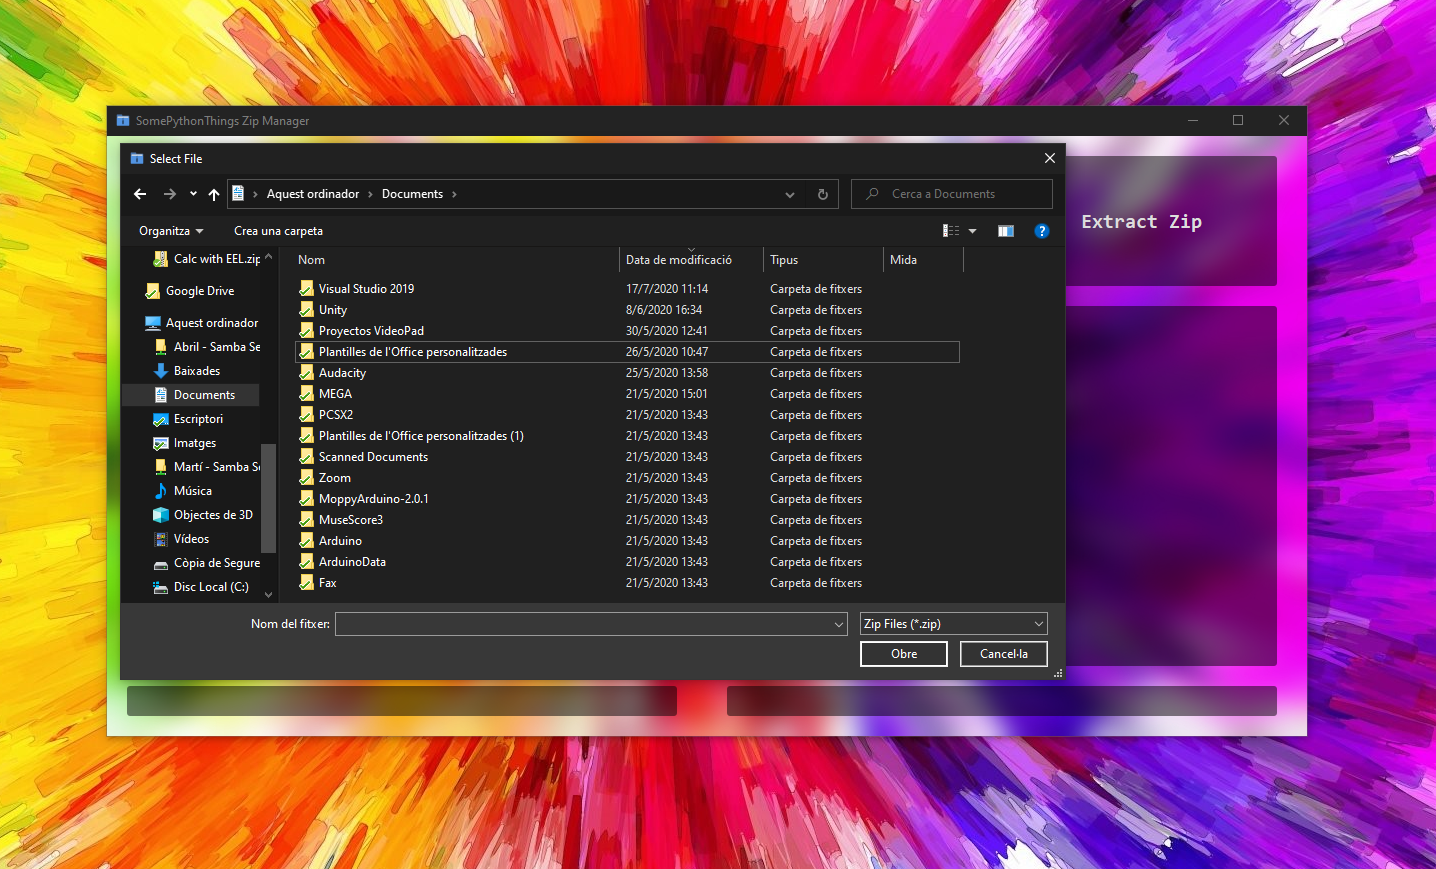 SomePythonThings Zip Manager
Select File
Aquest ordinador
Documents
Cerca a Documents
Extract Zip
Organitza
Crea una carpeta
Nom
Data de modificació
Tipus
Mida
Calc with EEL.zip
Google Drive
Aquest ordinador
Abril - Samba Se
Baixades
Documents
Escriptori
Imatges
Martí - Samba Se
Música
Objectes de 3D
Vídeos
Còpia de Segure
Disc Local (C:)
Visual Studio 2019 17/7/2020 11:14 Carpeta de fitxers
Unity 8/6/2020 16:34 Carpeta de fitxers
Proyectos VideoPad 30/5/2020 12:41 Carpeta de fitxers
Plantilles de l'Office personalitzades 26/5/2020 10:47 Carpeta de fitxers
Audacity 25/5/2020 13:58 Carpeta de fitxers
MEGA 21/5/2020 15:01 Carpeta de fitxers
PCSX2 21/5/2020 13:43 Carpeta de fitxers
Plantilles de l'Office personalitzades (1) 21/5/2020 13:43 Carpeta de fitxers
Scanned Documents 21/5/2020 13:43 Carpeta de fitxers
Zoom 21/5/2020 13:43 Carpeta de fitxers
MoppyArduino-2.0.1 21/5/2020 13:43 Carpeta de fitxers
MuseScore3 21/5/2020 13:43 Carpeta de fitxers
Arduino 21/5/2020 13:43 Carpeta de fitxers
ArduinoData 21/5/2020 13:43 Carpeta de fitxers
Fax 21/5/2020 13:43 Carpeta de fitxers
Nom del fitxer:
Zip Files (*.zip)
Obre
Cancel·la